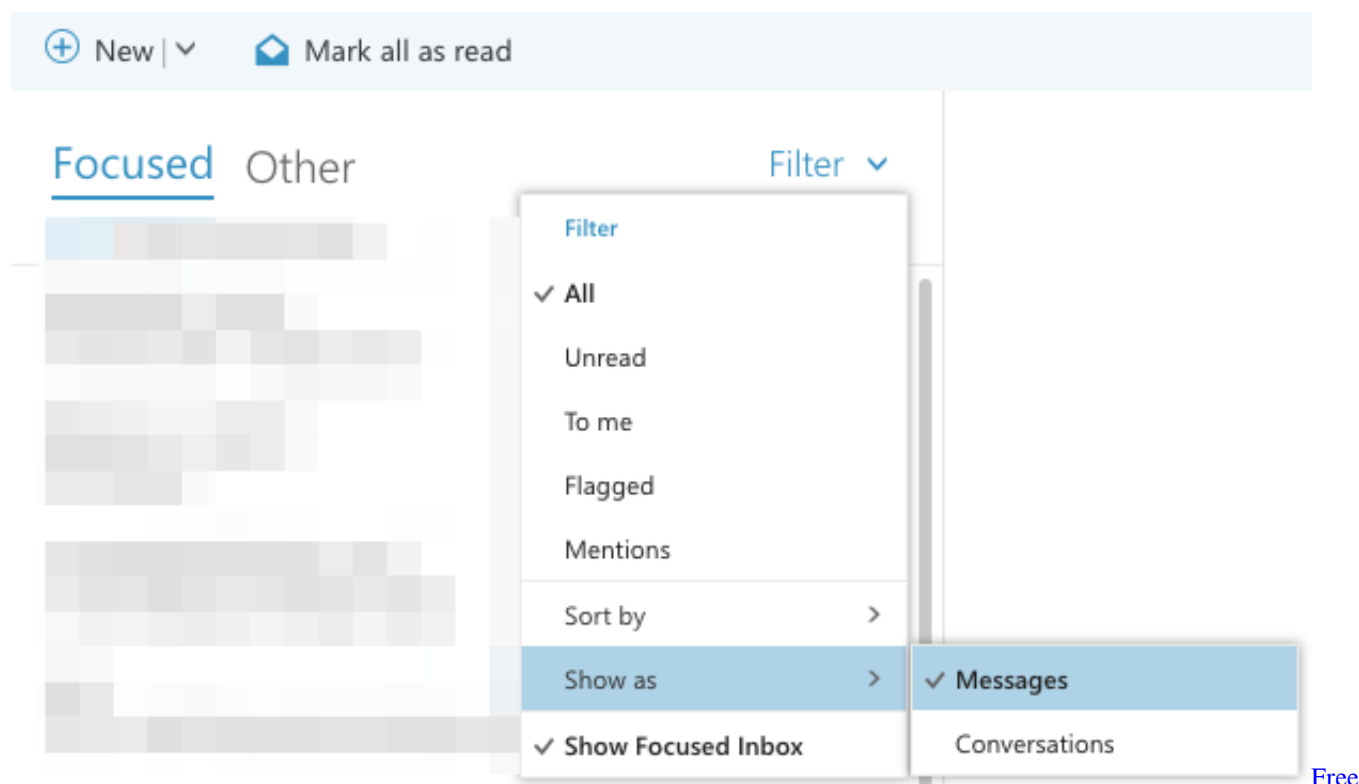 New | Mark all as read
Focused Other Filter
Filter
All
Unread
To me
Flagged
Mentions
Sort by
Show as
Messages
Show Focused Inbox
Conversations
Free